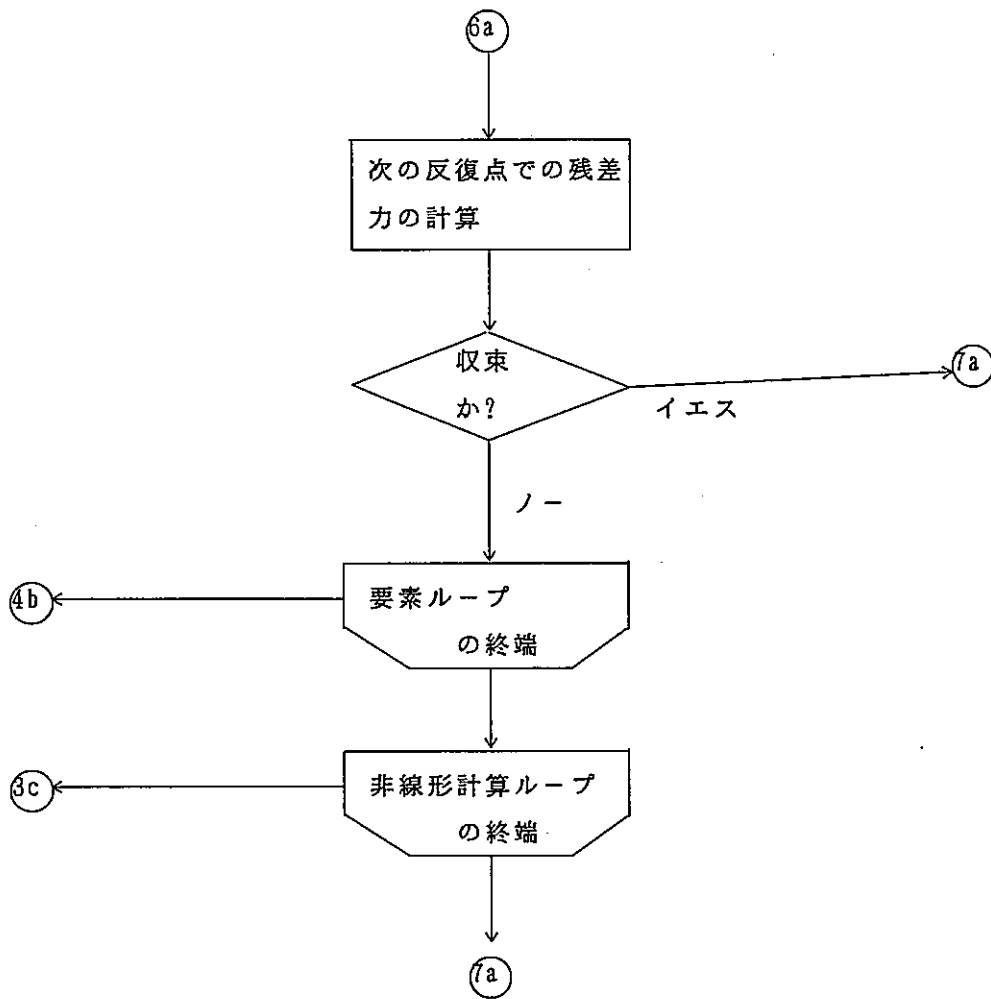 6a
次の反復点での残差
力の計算
収束
か?
7a
イエス
ノー
4b
要素ループ
の終端
3c
非線形計算ループ
の終端
7a